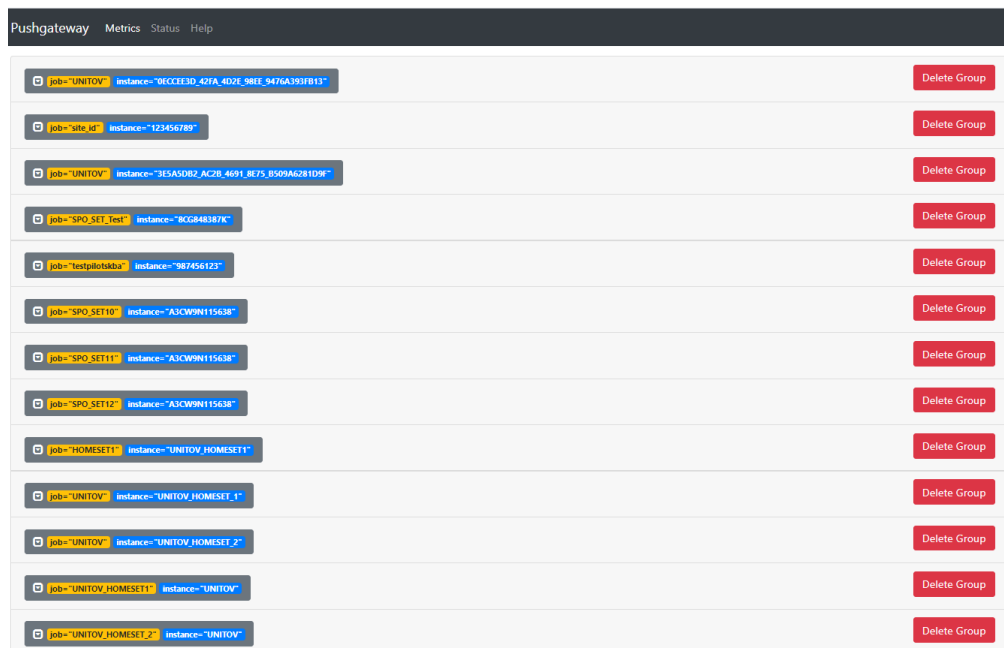 Pushgateway Metrics Status Help
job="UNITOV" instance="0ECCEE3D_42FA_4D2E_98EE_9476A393FB13" Delete Group
job="site_id" instance="123456789" Delete Group
job="UNITOV" instance="3E5A5DB2_AC2B_4691_8E75_B509A6281D9F" Delete Group
job="SPO_SET_Test" instance="8CG848387K" Delete Group
job="testpilotskba" instance="987456123" Delete Group
job="SPO_SET10" instance="A3CW9N115638" Delete Group
job="SPO_SET11" instance="A3CW9N115638" Delete Group
job="SPO_SET12" instance="A3CW9N115638" Delete Group
job="HOMESET1" instance="UNITOV_HOMESET1" Delete Group
job="UNITOV" instance="UNITOV_HOMESET_1" Delete Group
job="UNITOV" instance="UNITOV_HOMESET_2" Delete Group
job="UNITOV_HOMESET1" instance="UNITOV" Delete Group
job="UNITOV_HOMESET_2" instance="UNITOV" Delete Group